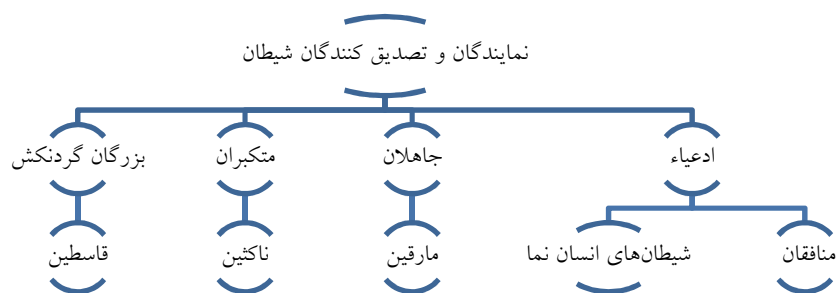 نمایندگان و تصدیق کنندگان شیطان
ادعیاء
جاهلان
متکبران
بزرگان گردنکش
منافقان
شیطان‌های انسان نما
مارقین
ناکثین
قاسطین